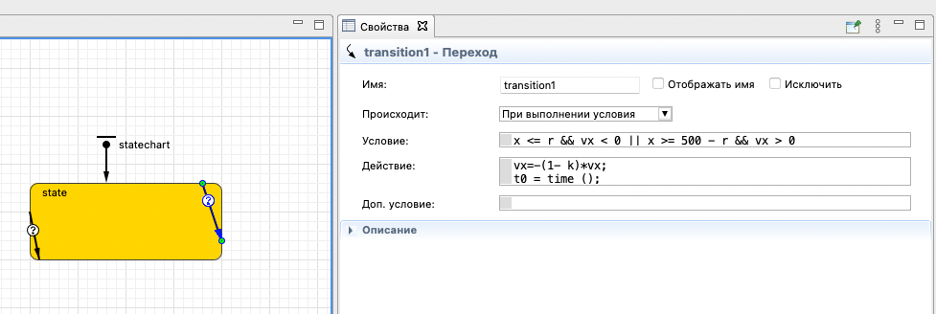 Свойства
transition1 - Переход
Имя: transition1 Отображать имя Исключить
Происходит: При выполнении условия
Условие: x <= r && vx < 0 || x >= 500 - r && vx > 0
Действие: vx=-(1- k)*vx;
t0 = time ();
Доп. условие:
Описание
statechart
state
?
?